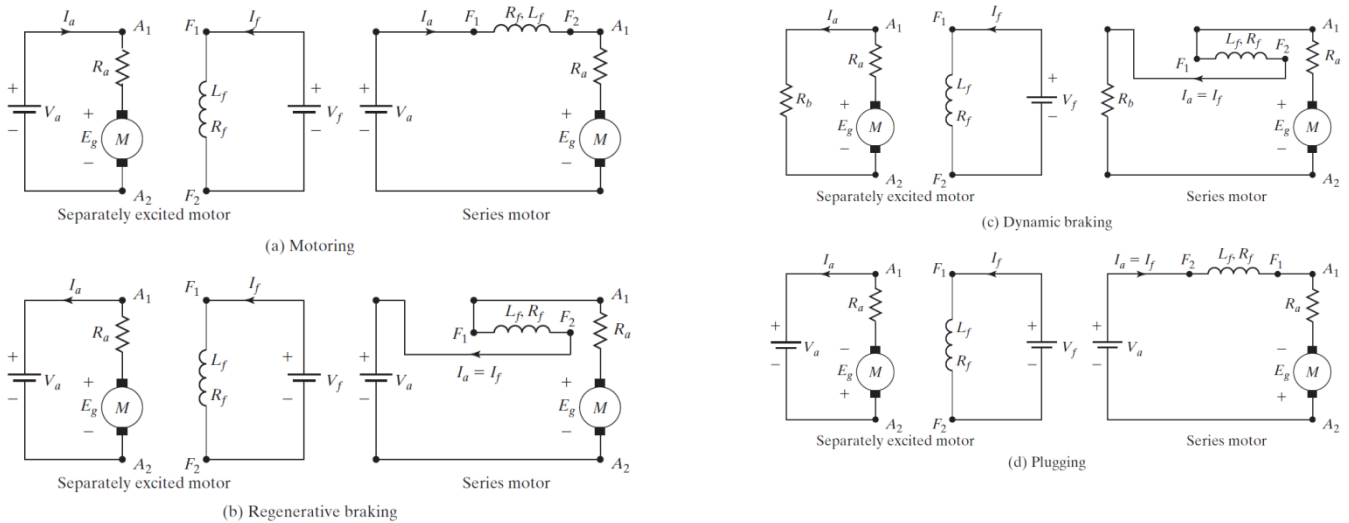 I_a A_1 F_1 I_f I_a F_1 R_f, L_f F_2 A_1
R_a L_f R_a
+ + + + +
V_a E_g M R_f V_f V_a E_g M
− − − − −
A_2 F_2
Separately excited motor Series motor
(a) Motoring
I_a A_1 F_1 I_f A_1
R_a L_f F_1 L_f, R_f F_2 R_a
I_a = I_f
+ + + + +
V_a E_g M R_f V_f V_a E_g M
− − − − −
A_2 F_2 A_2
Separately excited motor Series motor
(b) Regenerative braking
I_a A_1 F_1 I_f A_1
R_a L_f F_1 L_f, R_f F_2 R_a
I_a = I_f
R_b + R_f + V_f R_b +
E_g M E_g M
− − −
A_2 F_2 A_2
Separately excited motor Series motor
(c) Dynamic braking
I_a A_1 F_1 I_f I_a = I_f F_2 L_f, R_f F_1 A_1
R_a L_f R_a
+ − + + −
V_a E_g M R_f V_f V_a E_g M
− + − − +
A_2 F_2 A_2
Separately excited motor Series motor
(d) Plugging